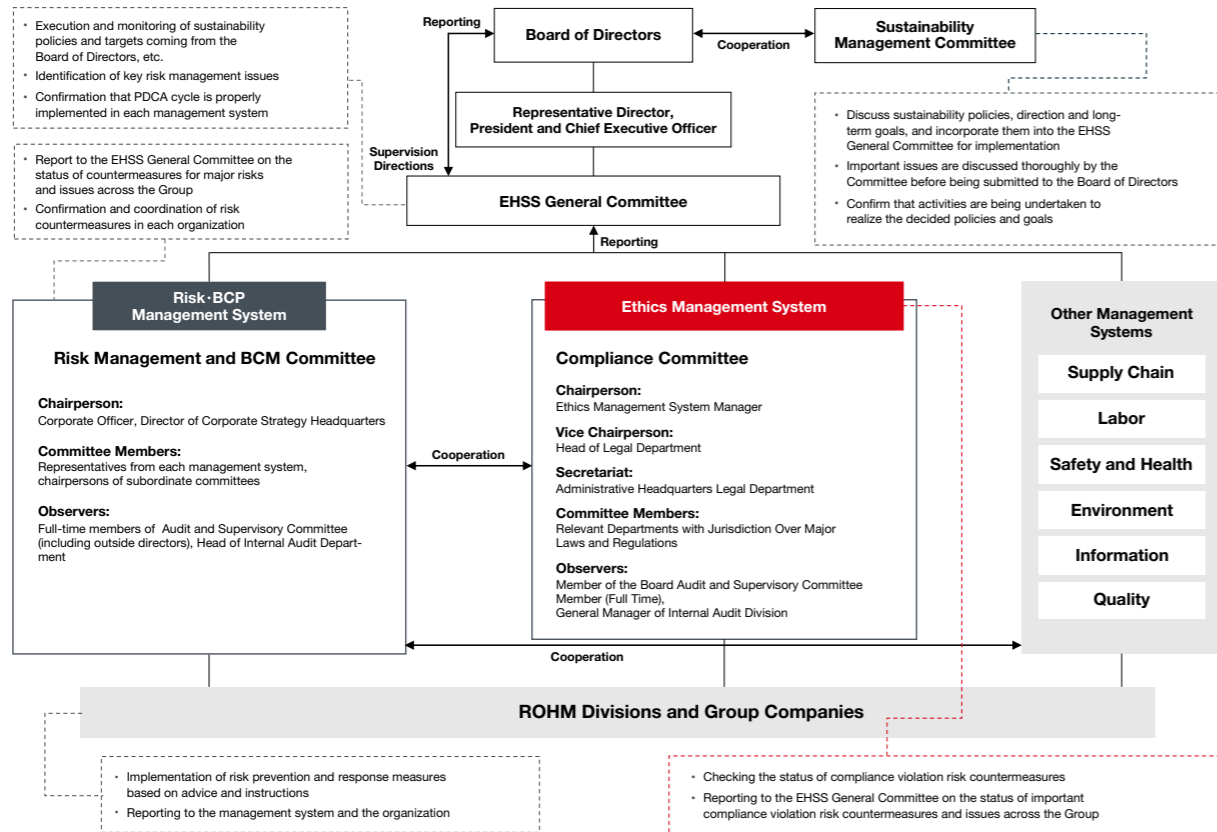 • Execution and monitoring of sustainability
policies and targets coming from the
Board of Directors, etc.
• Identification of key risk management issues
• Confirmation that PDCA cycle is properly
implemented in each management system
• Report to the EHSS General Committee on the
status of countermeasures for major risks
and issues across the Group
• Confirmation and coordination of risk
countermeasures in each organization
Reporting
Board of Directors
Cooperation
Sustainability
Management Committee
Representative Director,
President and Chief Executive Officer
Supervision
Directions
EHSS General Committee
Reporting
• Discuss sustainability policies, direction and long-
term goals, and incorporate them into the EHSS
General Committee for implementation
• Important issues are discussed thoroughly by the
Committee before being submitted to the Board of Directors
• Confirm that activities are being undertaken to
realize the decided policies and goals
Risk·BCP
Management System
Risk Management and BCM Committee
Chairperson:
Corporate Officer, Director of Corporate Strategy Headquarters
Committee Members:
Representatives from each management system,
chairpersons of subordinate committees
Observers:
Full-time members of Audit and Supervisory Committee
(including outside directors), Head of Internal Audit Depart-
ment
Cooperation
Ethics Management System
Compliance Committee
Chairperson:
Ethics Management System Manager
Vice Chairperson:
Head of Legal Department
Secretariat:
Administrative Headquarters Legal Department
Committee Members:
Relevant Departments with Jurisdiction Over Major
Laws and Regulations
Observers:
Member of the Board Audit and Supervisory Committee
Member (Full Time),
General Manager of Internal Audit Division
Other Management
Systems
Supply Chain
Labor
Safety and Health
Environment
Information
Quality
Cooperation
ROHM Divisions and Group Companies
• Implementation of risk prevention and response measures
based on advice and instructions
• Reporting to the management system and the organization
• Checking the status of compliance violation risk countermeasures
• Reporting to the EHSS General Committee on the status of important
compliance violation risk countermeasures and issues across the Group